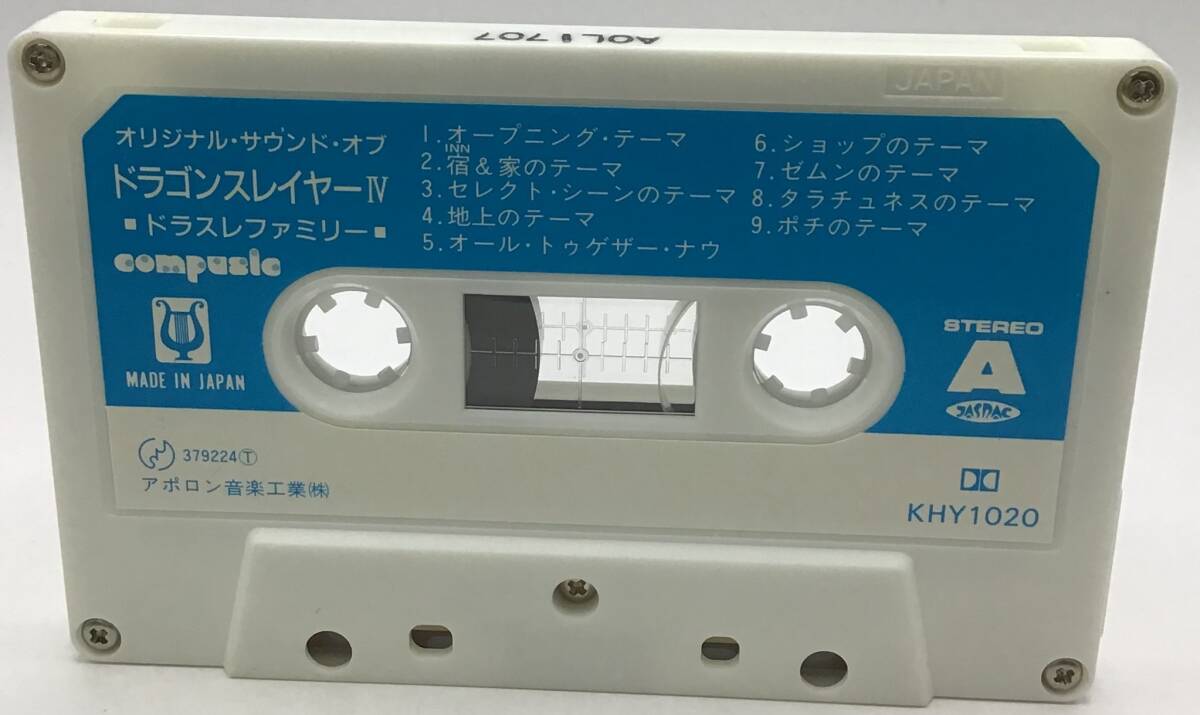 AOL 1707
JAPAN
オリジナル・サウンド・オブ
ドラゴンスレイヤーⅣ
■ドラスレファミリー■
compusic
MADE IN JAPAN
1.オープニング・テーマ
INN
2.宿&家のテーマ
3.セレクト・シーンのテーマ
4.地上のテーマ
5.オール・トゥゲザー・ナウ
6.ショップのテーマ
7.ゼムンのテーマ
8.タラチュネスのテーマ
9.ポチのテーマ
STEREO
A
JASRAC
379224Ⓣ
アポロン音楽工業㈱
KHY1020